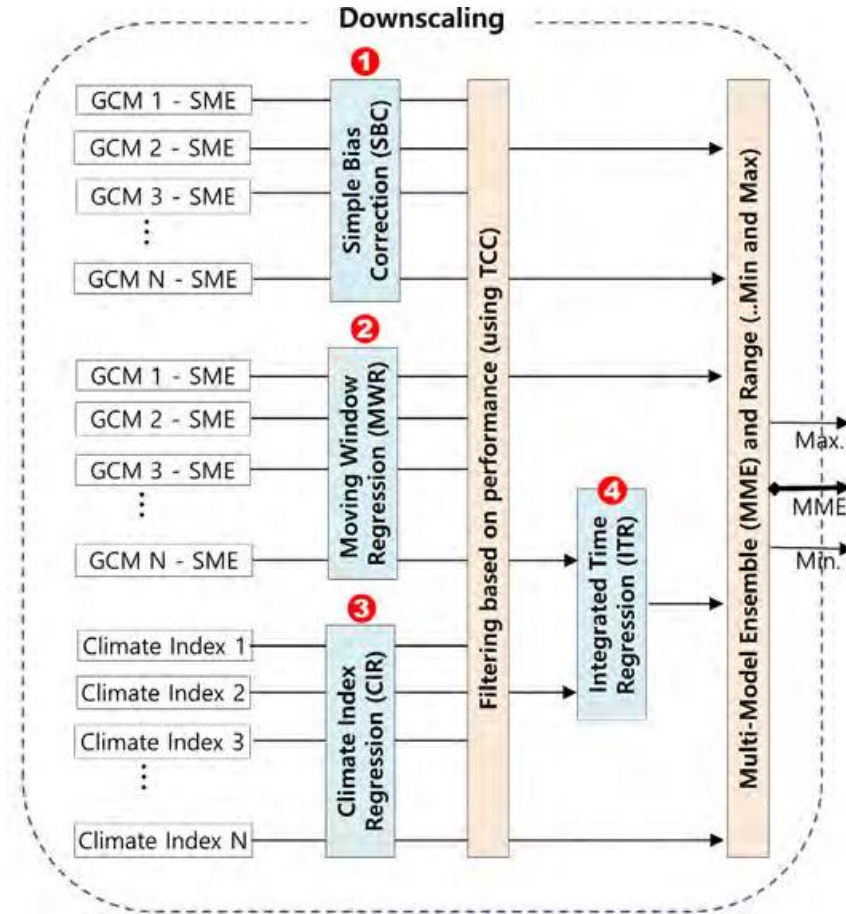 Downscaling
1
GCM 1 - SME
GCM 2 - SME
GCM 3 - SME
GCM N - SME
Simple Bias
Correction (SBC)
2
GCM 1 - SME
GCM 2 - SME
GCM 3 - SME
GCM N - SME
Moving Window
Regression (MWR)
3
Climate Index 1
Climate Index 2
Climate Index 3
Climate Index N
Climate Index
Regression (CIR)
Filtering based on performance (using TCC)
4
Integrated Time
Regression (ITR)
Multi-Model Ensemble (MME) and Range (..Min and Max)
Max.
MME
Min.